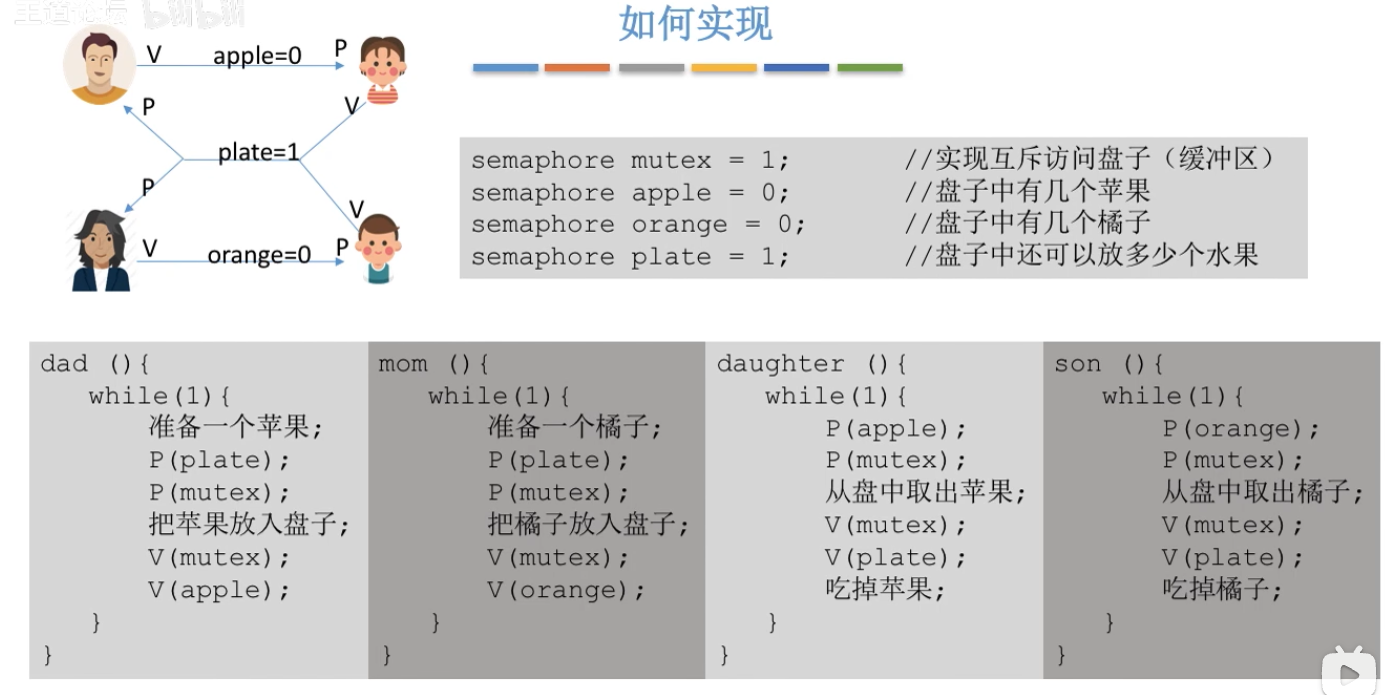 王道论坛 bilibili
如何实现
V apple=0 P
P V
plate=1
P V
V orange=0 P
semaphore mutex = 1; //实现互斥访问盘子（缓冲区）
semaphore apple = 0; //盘子中有几个苹果
semaphore orange = 0; //盘子中有几个橘子
semaphore plate = 1; //盘子中还可以放多少个水果
dad (){
while(1){
准备一个苹果;
P(plate);
P(mutex);
把苹果放入盘子;
V(mutex);
V(apple);
}
}
mom (){
while(1){
准备一个橘子;
P(plate);
P(mutex);
把橘子放入盘子;
V(mutex);
V(orange);
}
}
daughter (){
while(1){
P(apple);
P(mutex);
从盘中取出苹果;
V(mutex);
V(plate);
吃掉苹果;
}
}
son (){
while(1){
P(orange);
P(mutex);
从盘中取出橘子;
V(mutex);
V(plate);
吃掉橘子;
}
}